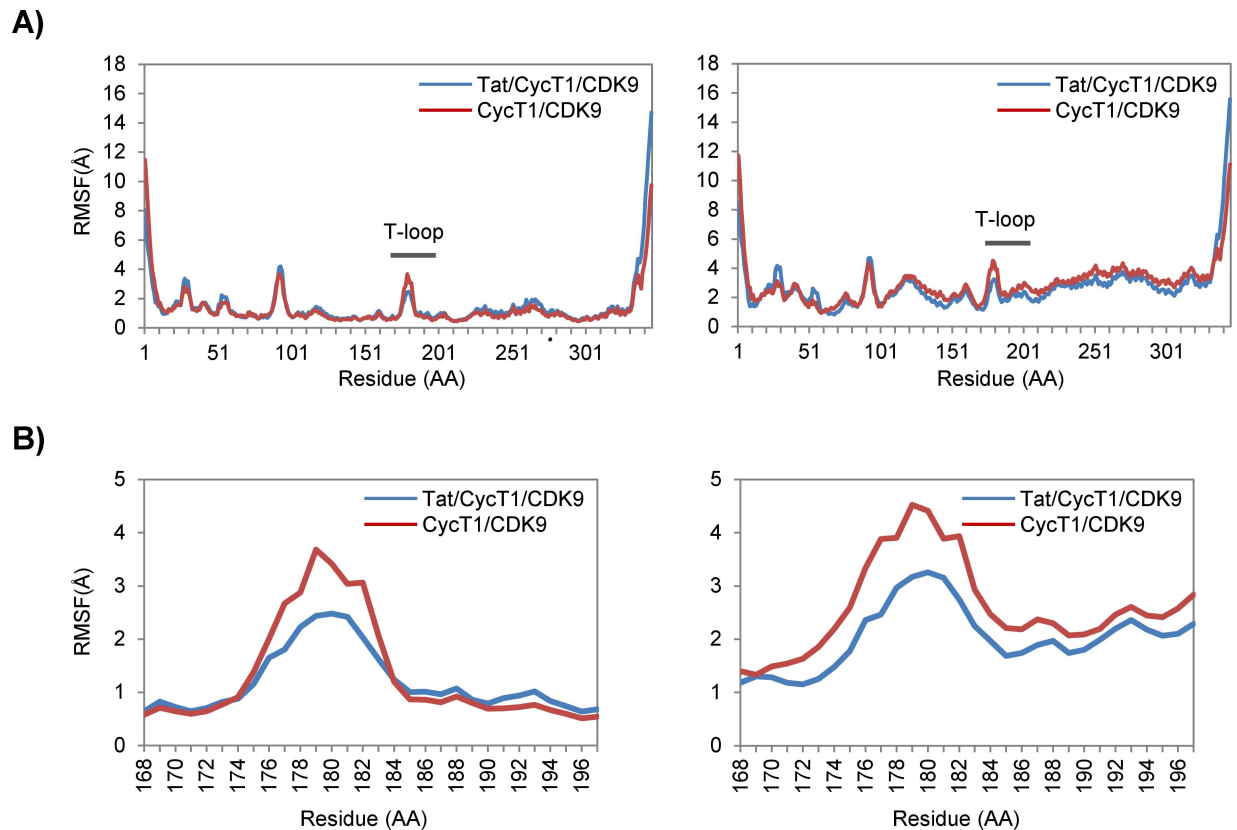 A)
18
16
14
12
10
8
6
4
2
0
RMSF(Å)
Tat/CycT1/CDK9
CycT1/CDK9
T-loop
1 51 101 151 201 251 301
Residue (AA)
18
16
14
12
10
8
6
4
2
0
Tat/CycT1/CDK9
CycT1/CDK9
T-loop
1 51 101 151 201 251 301
Residue (AA)
B)
5
4
3
2
1
0
RMSF(Å)
Tat/CycT1/CDK9
CycT1/CDK9
168 170 172 174 176 178 180 182 184 186 188 190 192 194 196
Residue (AA)
5
4
3
2
1
0
Tat/CycT1/CDK9
CycT1/CDK9
168 170 172 174 176 178 180 182 184 186 188 190 192 194 196
Residue (AA)